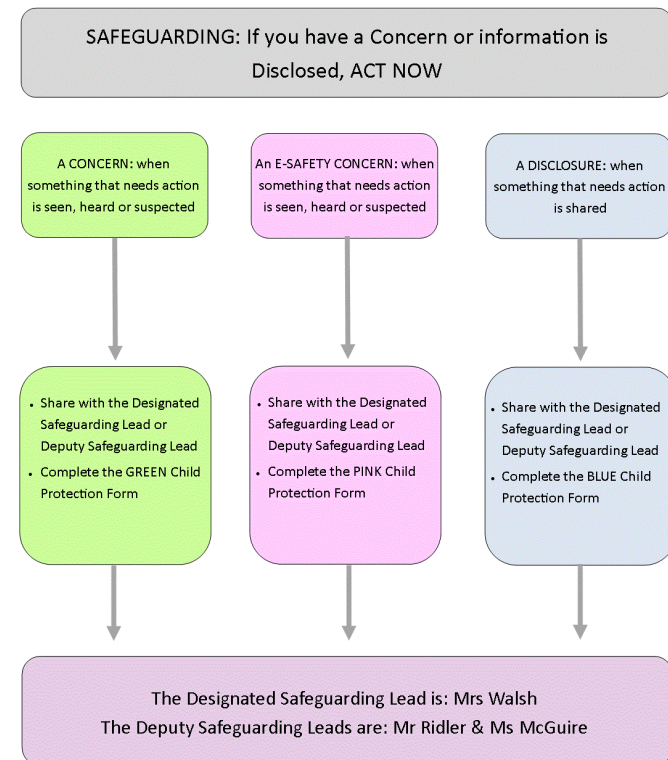 SAFEGUARDING: If you have a Concern or information is
Disclosed, ACT NOW
A CONCERN: when
something that needs action
is seen, heard or suspected
An E-SAFETY CONCERN: when
something that needs action
is seen, heard or suspected
A DISCLOSURE: when
something that needs action
is shared
• Share with the Designated
Safeguarding Lead or
Deputy Safeguarding Lead
• Complete the GREEN Child
Protection Form
• Share with the Designated
Safeguarding Lead or
Deputy Safeguarding Lead
• Complete the PINK Child
Protection Form
• Share with the Designated
Safeguarding Lead or
Deputy Safeguarding Lead
• Complete the BLUE Child
Protection Form
The Designated Safeguarding Lead is: Mrs Walsh
The Deputy Safeguarding Leads are: Mr Ridler & Ms McGuire